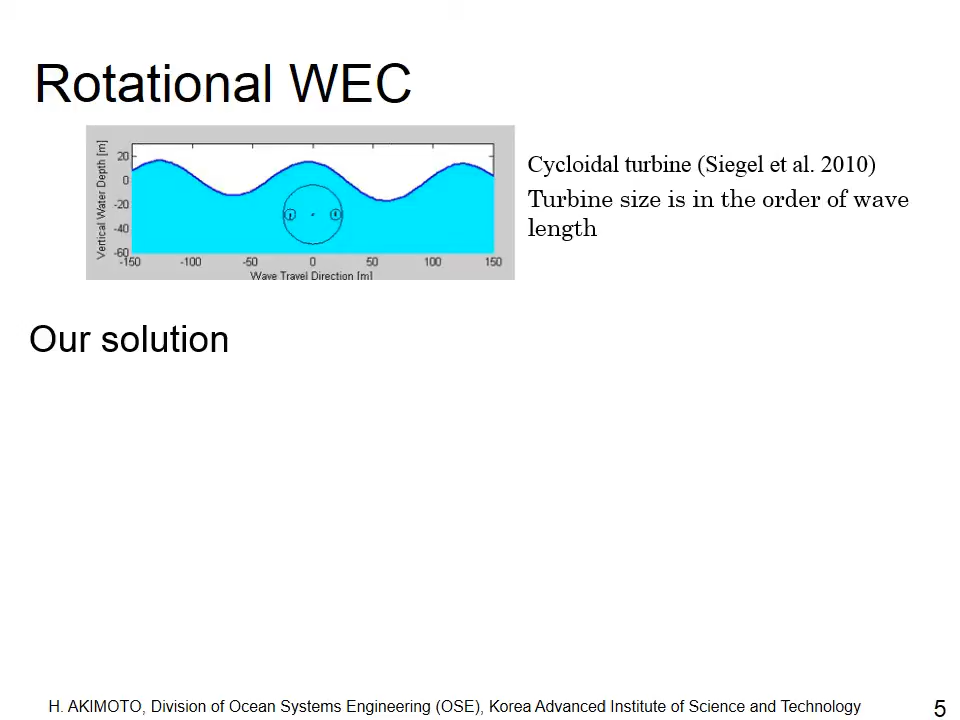 Rotational WEC
Vertical Water Depth [m]
20
0
-20
-40
-60
-150 -100 -50 0 50 100 150
Wave Travel Direction [m]
Cycloidal turbine (Siegel et al. 2010)
Turbine size is in the order of wave
length
Our solution
H. AKIMOTO, Division of Ocean Systems Engineering (OSE), Korea Advanced Institute of Science and Technology
5